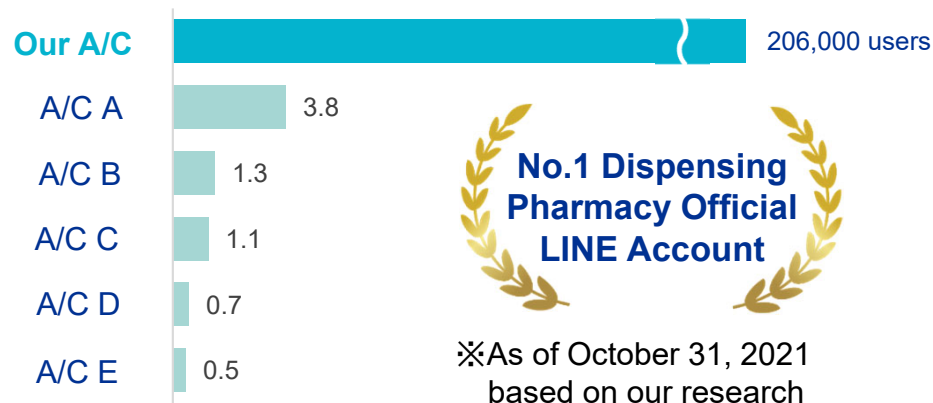 Our A/C
206,000 users
A/C A
3.8
A/C B
1.3
A/C C
1.1
A/C D
0.7
A/C E
0.5
No.1 Dispensing
Pharmacy Official
LINE Account
※As of October 31, 2021
based on our research